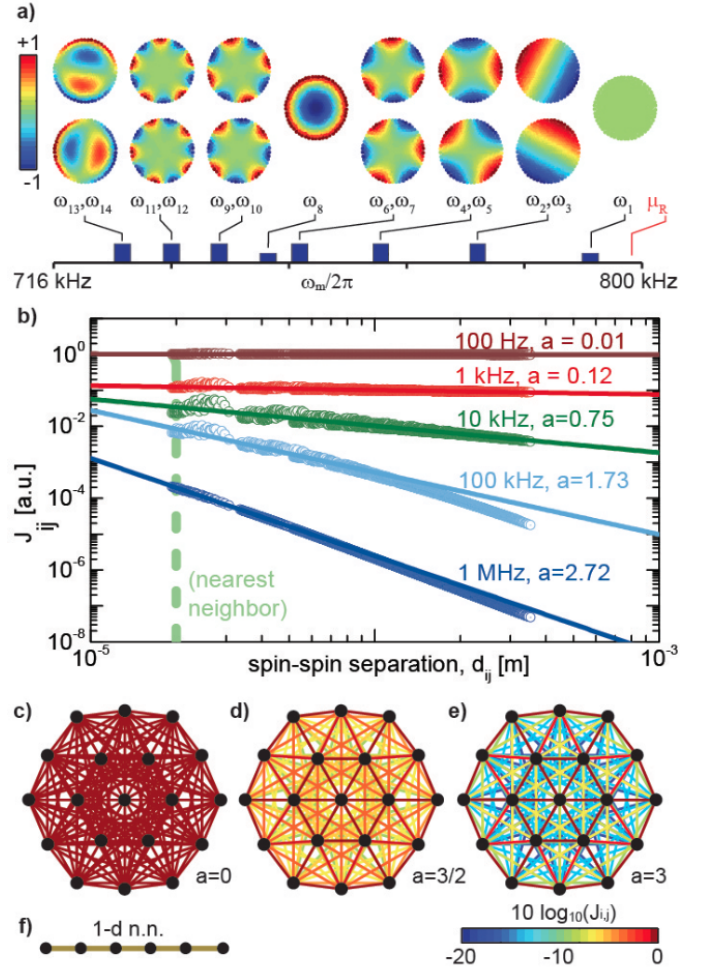 a)
+1
-1
ω13,ω14
ω11,ω12
ω9,ω10
ω8
ω6,ω7
ω4,ω5
ω2,ω3
ω1
μR
716 kHz
ωm/2π
800 kHz
b)
Jij [a.u.]
10^0
10^-2
10^-4
10^-6
10^-8
100 Hz, a = 0.01
1 kHz, a = 0.12
10 kHz, a=0.75
100 kHz, a=1.73
1 MHz, a=2.72
(nearest
neighbor)
10^-5
spin-spin separation, dij [m]
10^-3
c)
d)
e)
a=0
a=3/2
a=3
f)
1-d n.n.
10 log10(Ji,j)
-20
-10
0